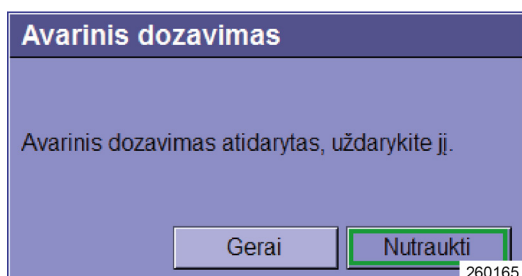 Avarinis dozavimas
Avarinis dozavimas atidarytas, uždarykite jį.
Gerai
Nutraukti
260165